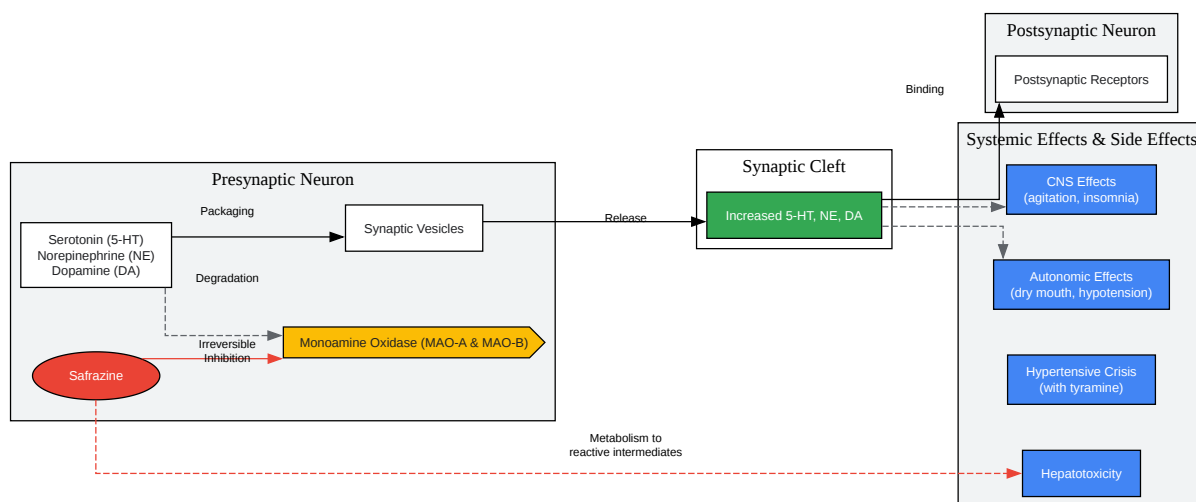 Postsynaptic Neuron
Postsynaptic Receptors
Binding
Systemic Effects & Side Effects
Synaptic Cleft
Presynaptic Neuron
CNS Effects
(agitation, insomnia)
Packaging
Increased 5-HT, NE, DA
Release
Synaptic Vesicles
Serotonin (5-HT)
Norepinephrine (NE)
Dopamine (DA)
Degradation
Autonomic Effects
(dry mouth, hypotension)
Monoamine Oxidase (MAO-A & MAO-B)
Irreversible
Inhibition
Safrazine
Hypertensive Crisis
(with tyramine)
Metabolism to
reactive intermediates
Hepatotoxicity